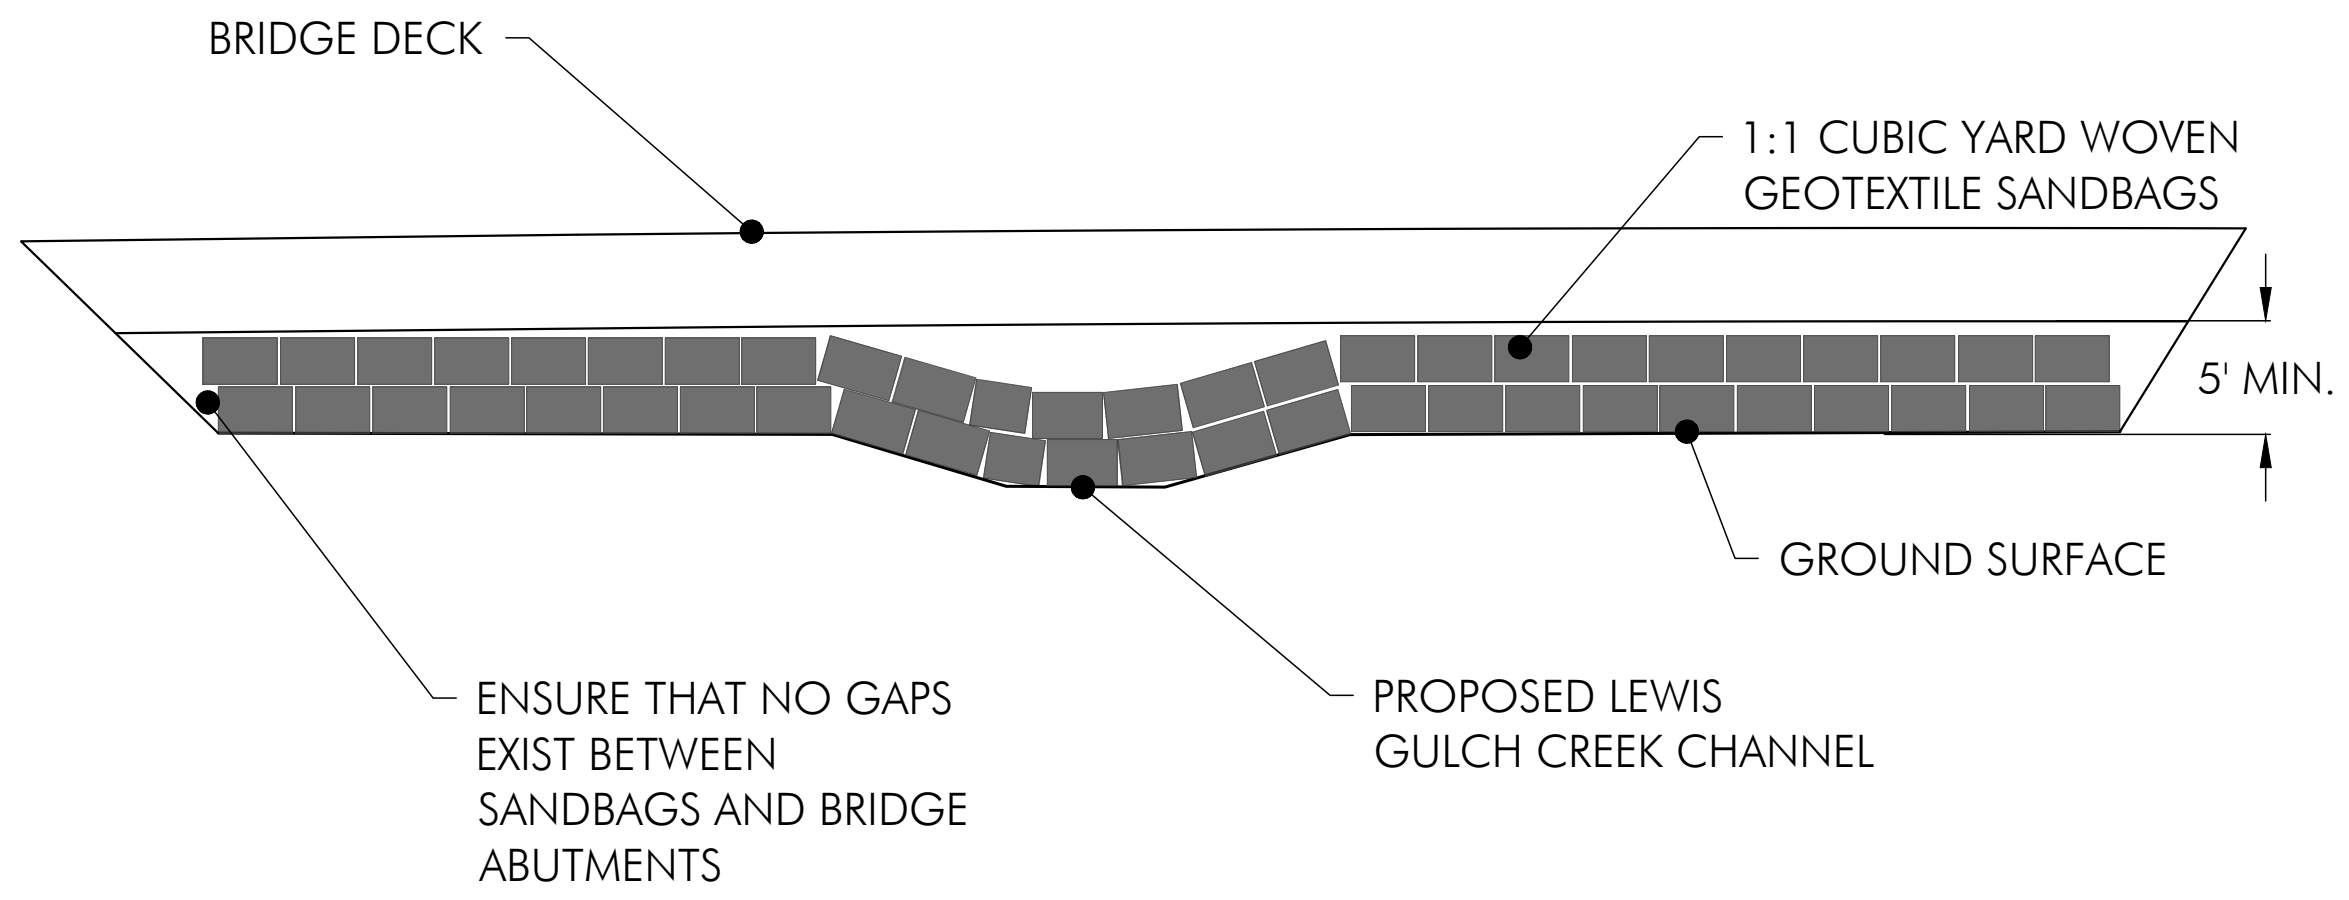 BRIDGE DECK
1:1 CUBIC YARD WOVEN
GEOTEXTILE SANDBAGS
5' MIN.
GROUND SURFACE
ENSURE THAT NO GAPS
EXIST BETWEEN
SANDBAGS AND BRIDGE
ABUTMENTS
PROPOSED LEWIS
GULCH CREEK CHANNEL